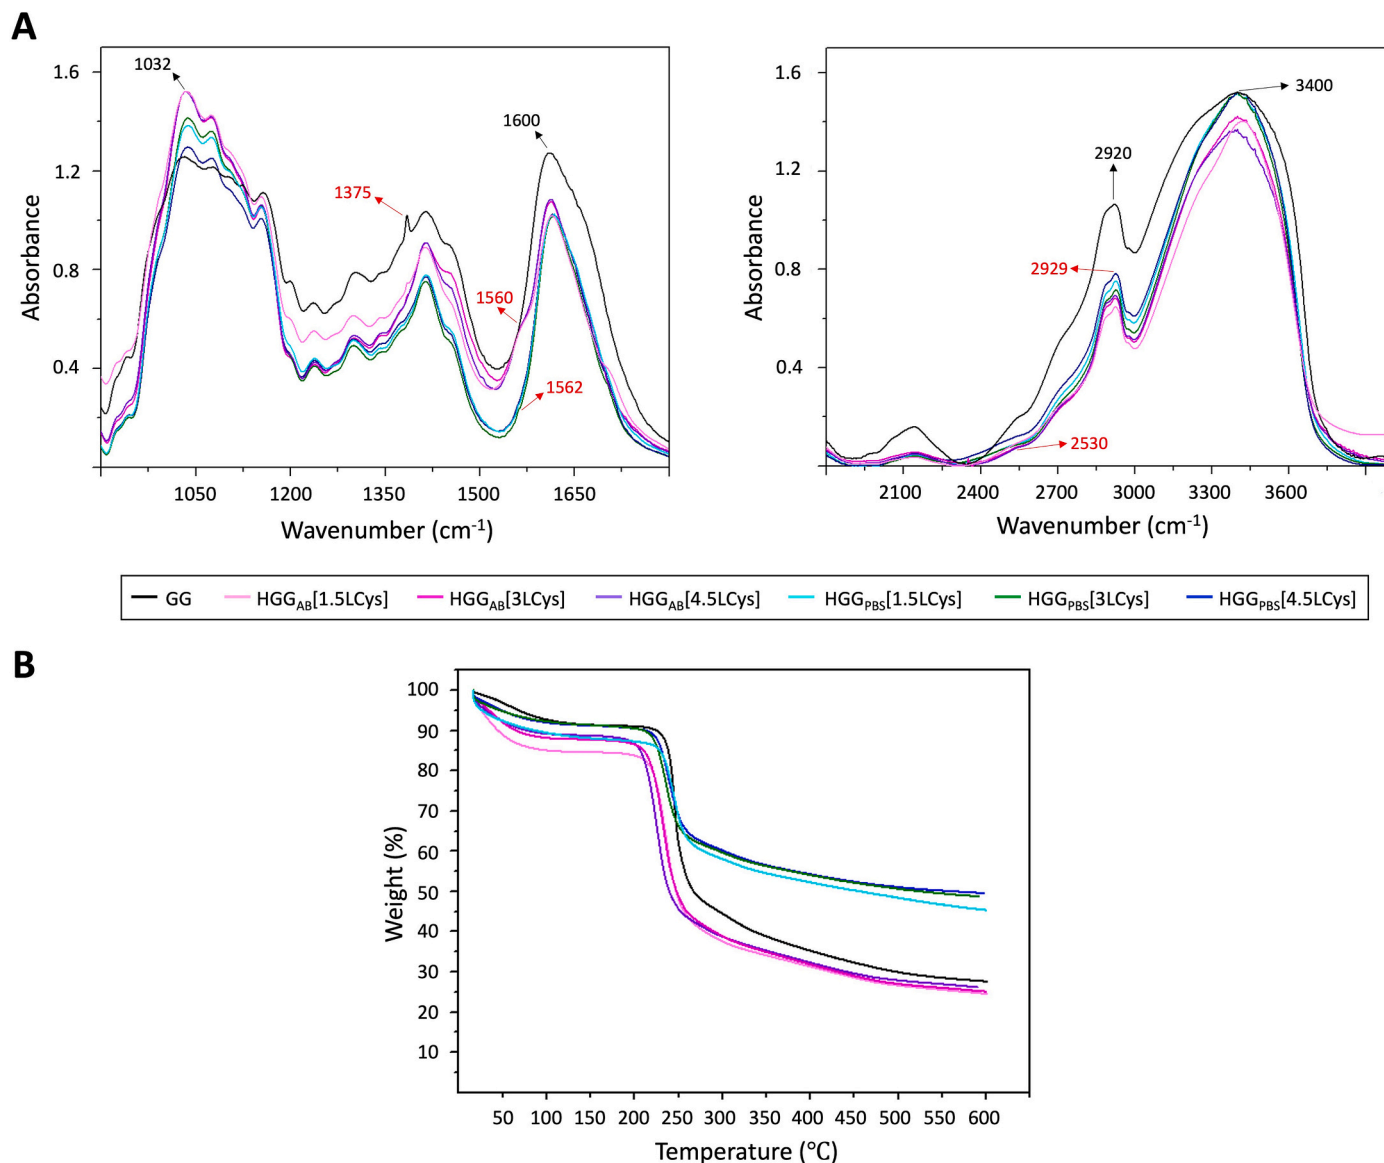 A
1.6
1.2
0.8
0.4
Absorbance
1032
1375
1600
1560
1562
1050 1200 1350 1500 1650
Wavenumber (cm-1)
1.6
1.2
0.8
0.4
Absorbance
2920
3400
2929
2530
2100 2400 2700 3000 3300 3600
Wavenumber (cm-1)
GG HGGAB[1.5LCys] HGGAB[3LCys] HGGAB[4.5LCys] HGGPBS[1.5LCys] HGGPBS[3LCys] HGGPBS[4.5LCys]
B
100
90
80
70
60
50
40
30
20
10
Weight (%)
50 100 150 200 250 300 350 400 450 500 550 600
Temperature (°C)